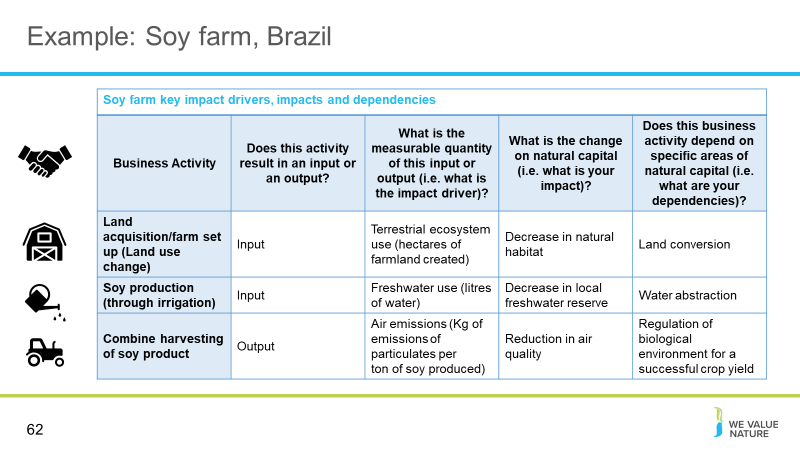 Example: Soy farm, Brazil
Soy farm key impact drivers, impacts and dependencies
Business Activity
Does this activity
result in an input or
an output?
What is the
measurable quantity
of this input or
output (i.e. what is
the impact driver)?
What is the change
on natural capital
(i.e. what is your
impact)?
Does this business
activity depend on
specific areas of
natural capital (i.e.
what are your
dependencies)?
Land
acquisition/farm set
up (Land use
change)
Input
Terrestrial ecosystem
use (hectares of
farmland created)
Decrease in natural
habitat
Land conversion
Soy production
(through irrigation)
Input
Freshwater use (litres
of water)
Decrease in local
freshwater reserve
Water abstraction
Combine harvesting
of soy product
Output
Air emissions (Kg of
emissions of
particulates per
ton of soy produced)
Reduction in air
quality
Regulation of
biological
environment for a
successful crop yield
62
WE VALUE
NATURE